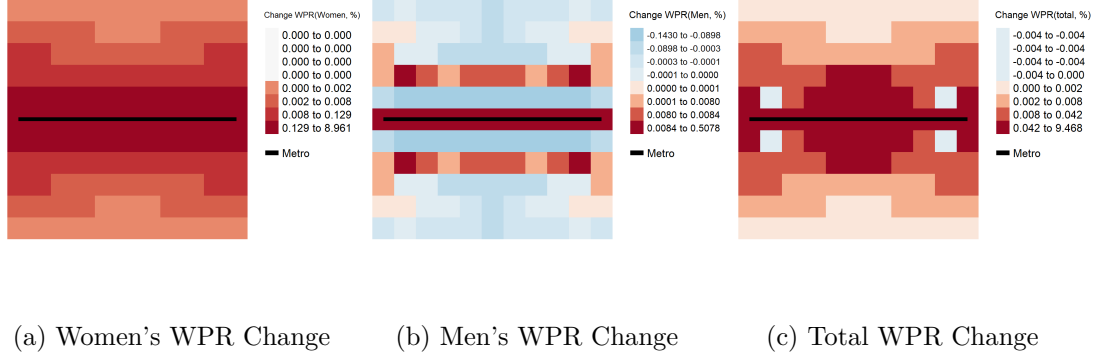 Change WPR(Women, %)
0.000 to 0.000
0.000 to 0.000
0.000 to 0.000
0.000 to 0.000
0.000 to 0.002
0.002 to 0.008
0.008 to 0.129
0.129 to 8.961
Metro
Change WPR(Men, %)
-0.1430 to -0.0898
-0.0898 to -0.0003
-0.0003 to -0.0001
-0.0001 to 0.0000
0.0000 to 0.0001
0.0001 to 0.0080
0.0080 to 0.0084
0.0084 to 0.5078
Metro
Change WPR(total, %)
-0.004 to -0.004
-0.004 to -0.004
-0.004 to -0.004
-0.004 to 0.000
0.000 to 0.002
0.002 to 0.008
0.008 to 0.042
0.042 to 9.468
Metro
(a) Women's WPR Change
(b) Men's WPR Change
(c) Total WPR Change